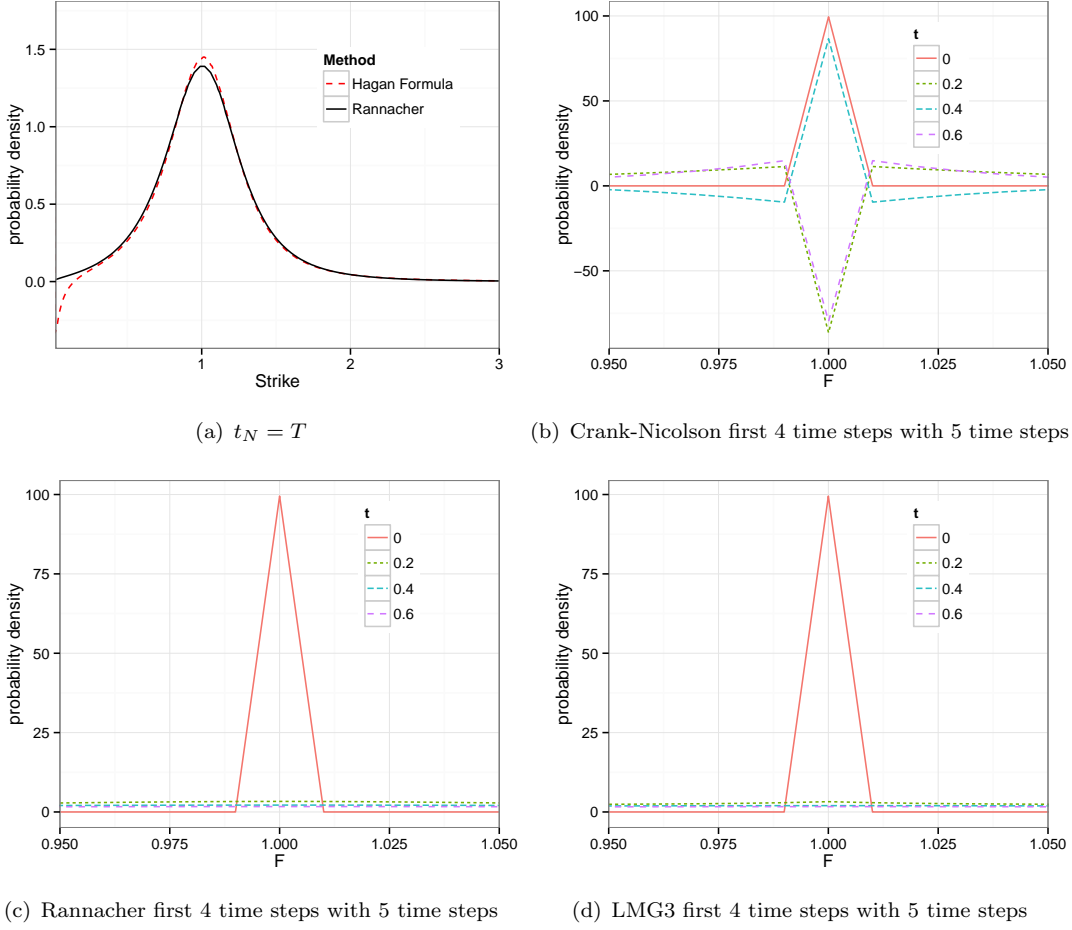 probability density
1.5
1.0
0.5
0.0
Method
Hagan Formula
Rannacher
1
2
3
Strike
(a) t_N = T
probability density
100
50
0
−50
t
0
0.2
0.4
0.6
0.950
0.975
1.000
1.025
1.050
F
(b) Crank-Nicolson first 4 time steps with 5 time steps
probability density
100
75
50
25
0
t
0
0.2
0.4
0.6
0.950
0.975
1.000
1.025
1.050
F
(c) Rannacher first 4 time steps with 5 time steps
probability density
100
75
50
25
0
t
0
0.2
0.4
0.6
0.950
0.975
1.000
1.025
1.050
F
(d) LMG3 first 4 time steps with 5 time steps